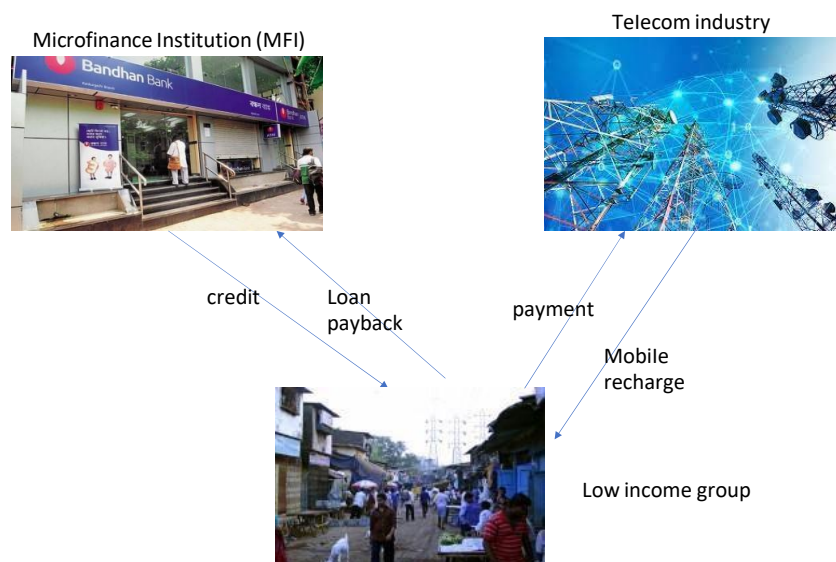 Microfinance Institution (MFI)
Telecom industry
Bandhan Bank
credit
Loan
payback
payment
Mobile
recharge
Low income group